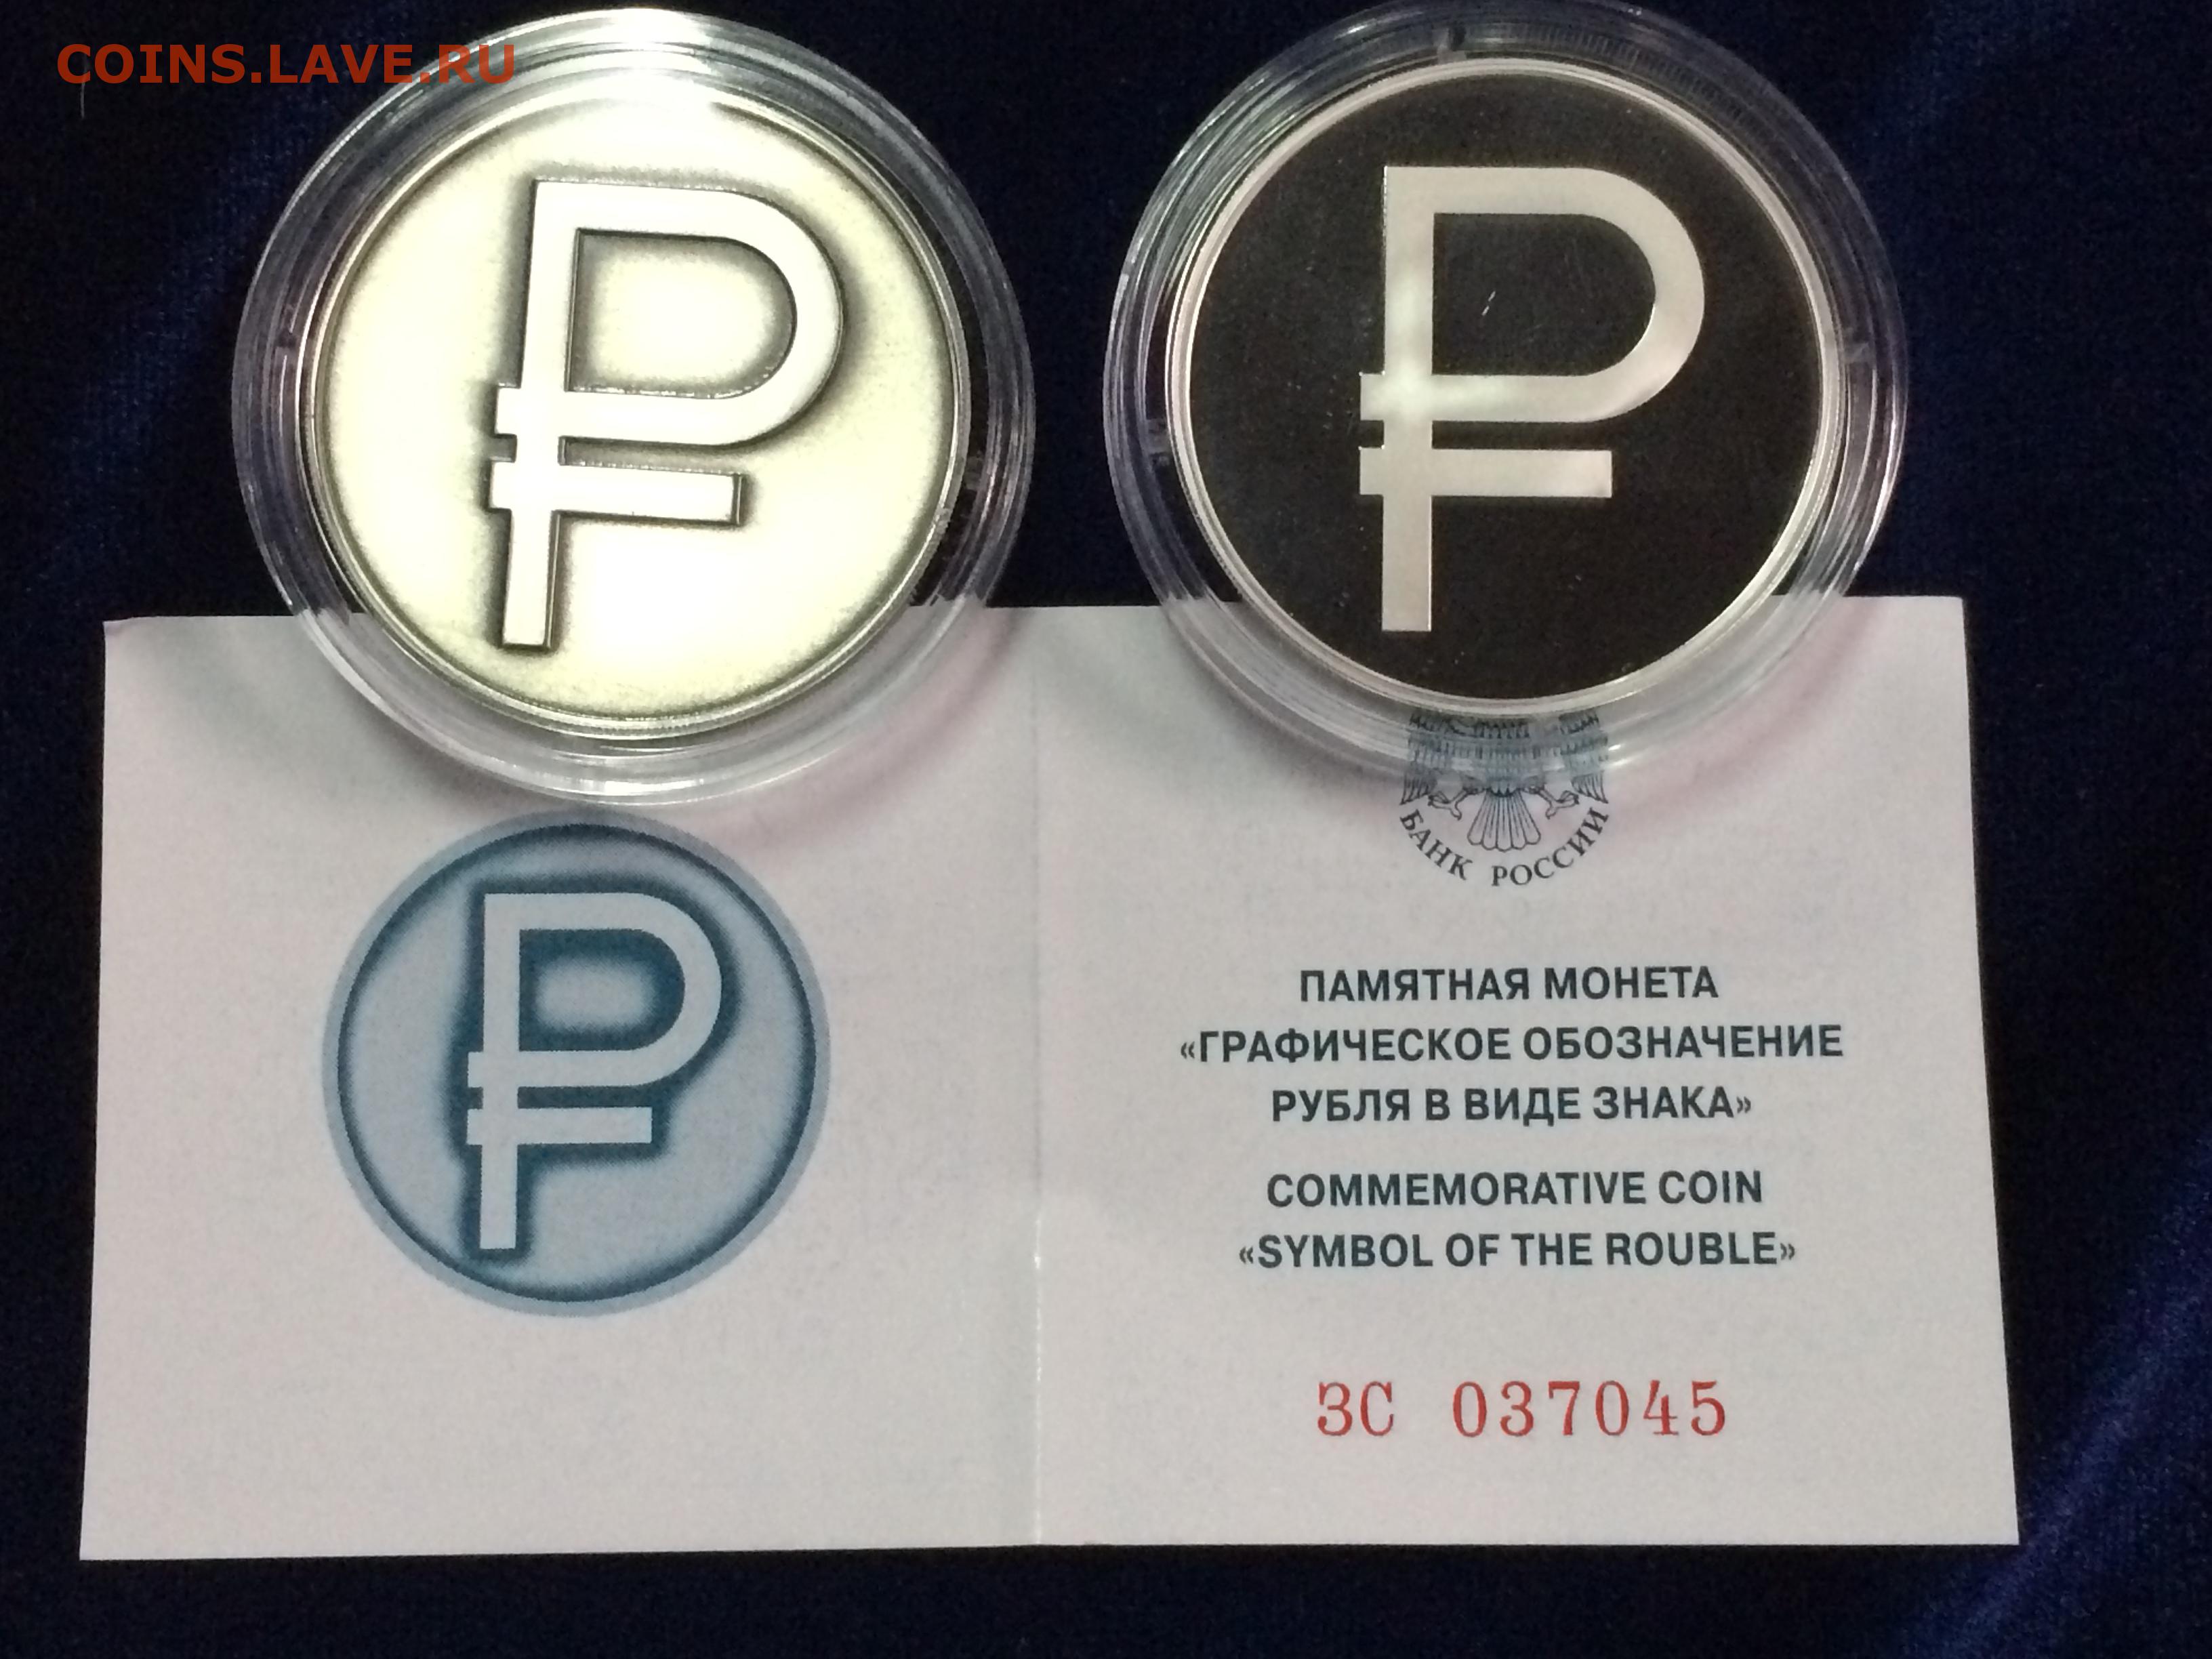 COINS.LAVE.RU
₽ ₽
₽
БАНК РОССИИ
ПАМЯТНАЯ МОНЕТА
«ГРАФИЧЕСКОЕ ОБОЗНАЧЕНИЕ
РУБЛЯ В ВИДЕ ЗНАКА»
COMMEMORATIVE COIN
«SYMBOL OF THE ROUBLE»
ЗС 037045